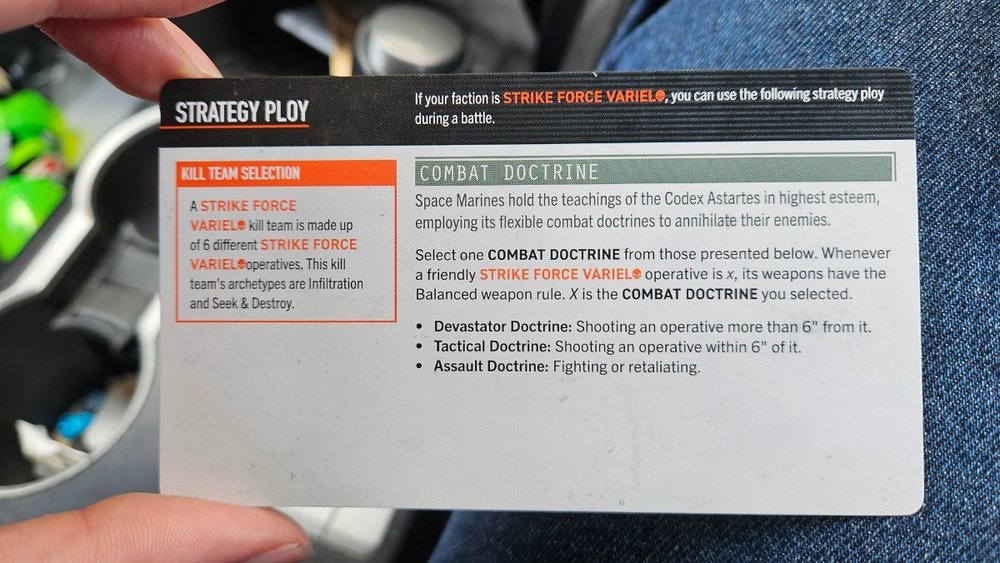 STRATEGY PLOY
If your faction is STRIKE FORCE VARIEL, you can use the following strategy ploy
during a battle.
KILL TEAM SELECTION
A STRIKE FORCE
VARIEL kill team is made up
of 6 different STRIKE FORCE
VARIEL operatives. This kill
team's archetypes are Infiltration
and Seek & Destroy.
COMBAT DOCTRINE
Space Marines hold the teachings of the Codex Astartes in highest esteem,
employing its flexible combat doctrines to annihilate their enemies.
Select one COMBAT DOCTRINE from those presented below. Whenever
a friendly STRIKE FORCE VARIEL operative is x, its weapons have the
Balanced weapon rule. X is the COMBAT DOCTRINE you selected.
• Devastator Doctrine: Shooting an operative more than 6" from it.
• Tactical Doctrine: Shooting an operative within 6" of it.
• Assault Doctrine: Fighting or retaliating.